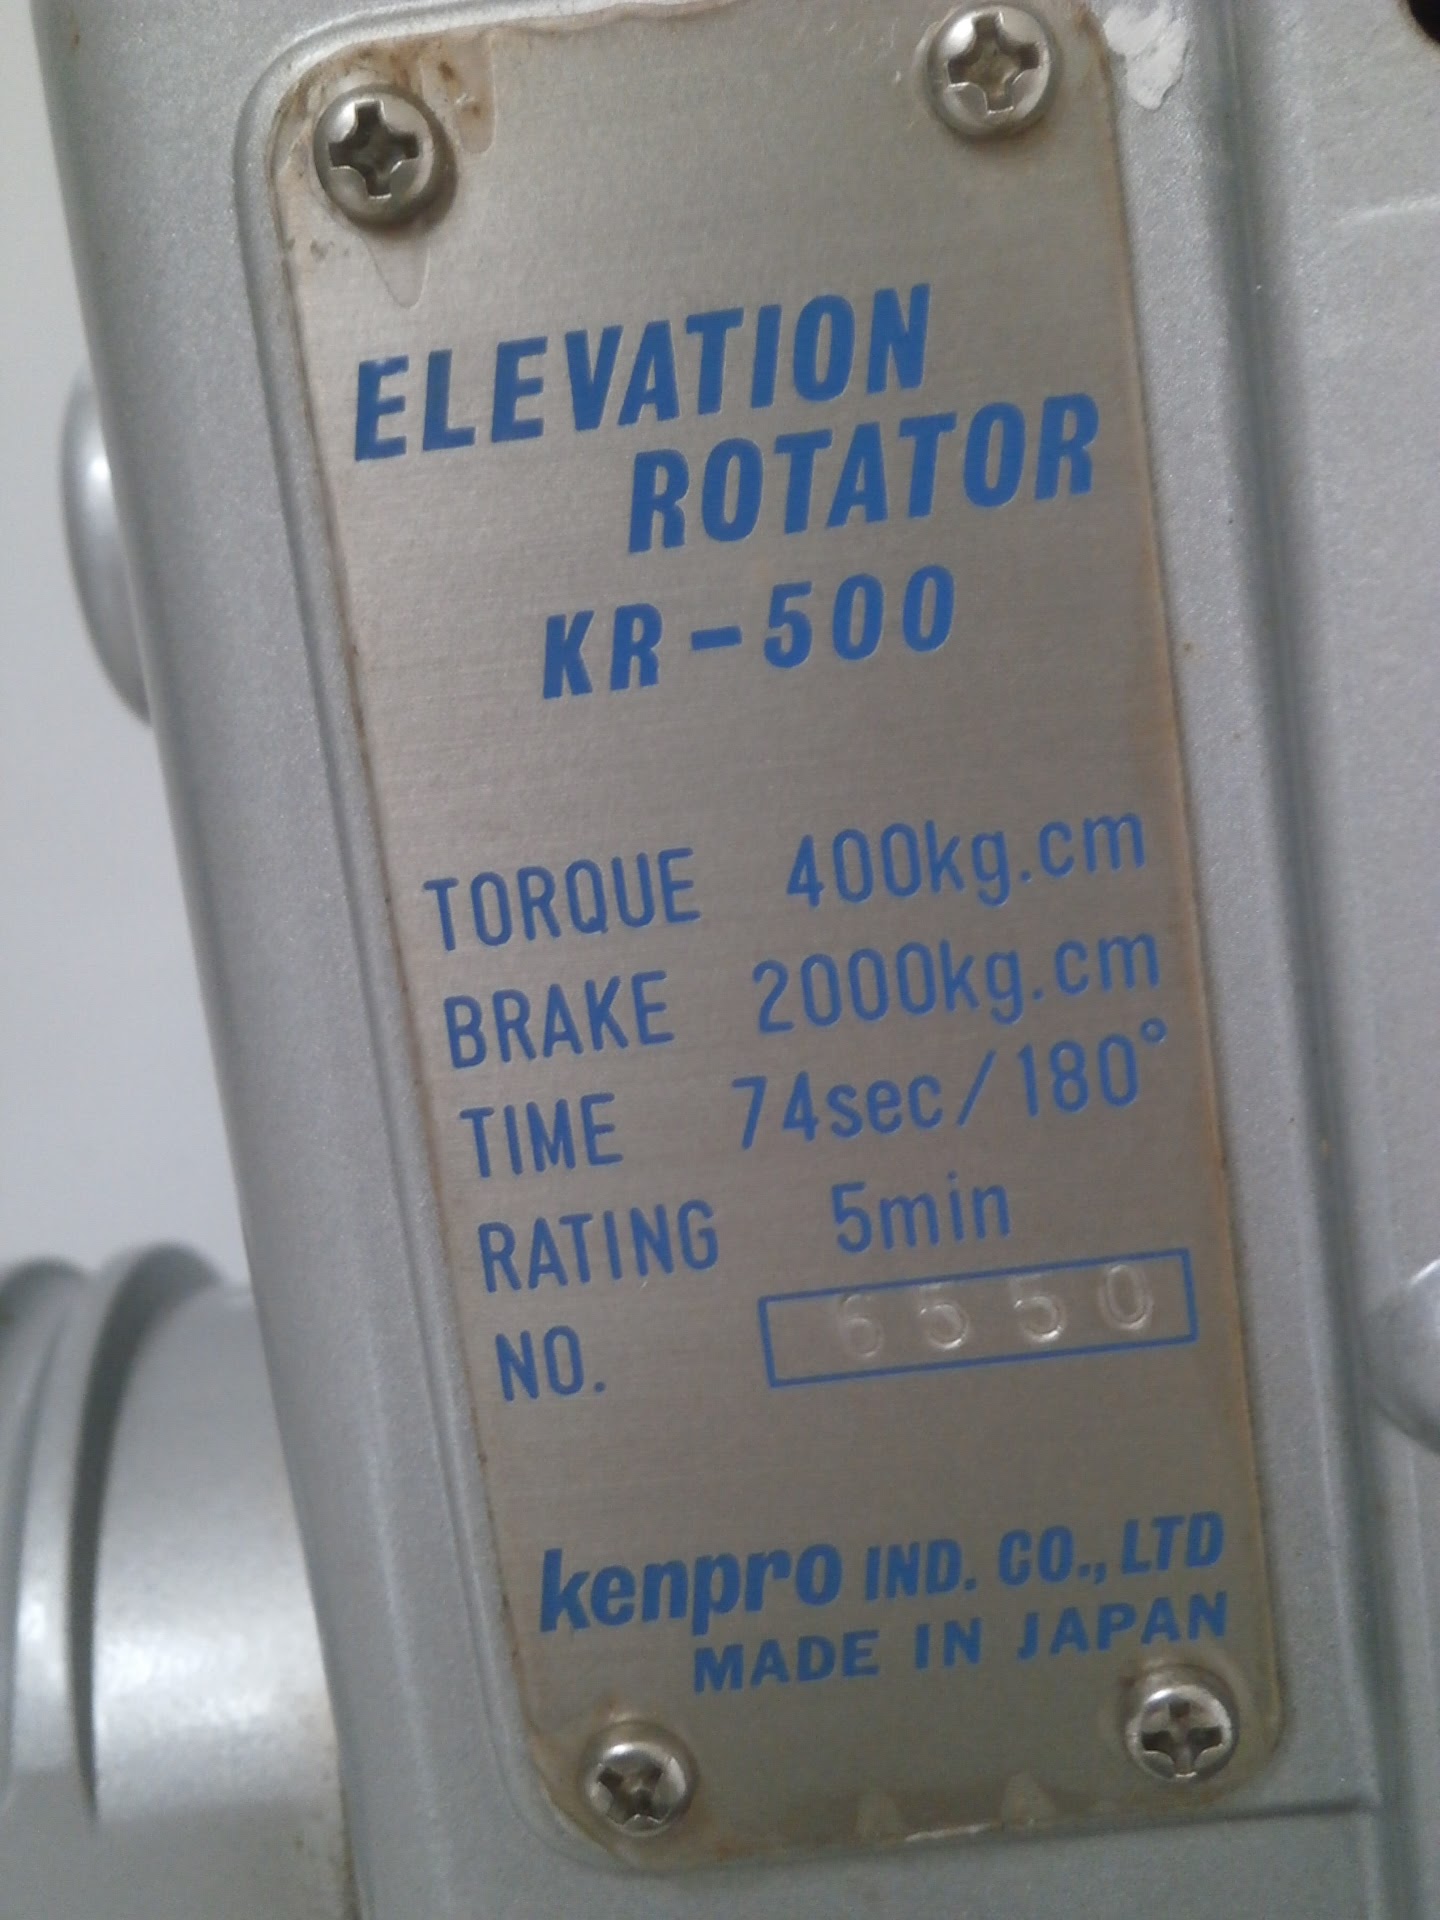 ELEVATION
ROTATOR
KR-500
TORQUE 400kg.cm
BRAKE 2000kg.cm
TIME 74sec/180°
RATING 5min
NO. 6550
kenpro IND. CO., LTD
MADE IN JAPAN